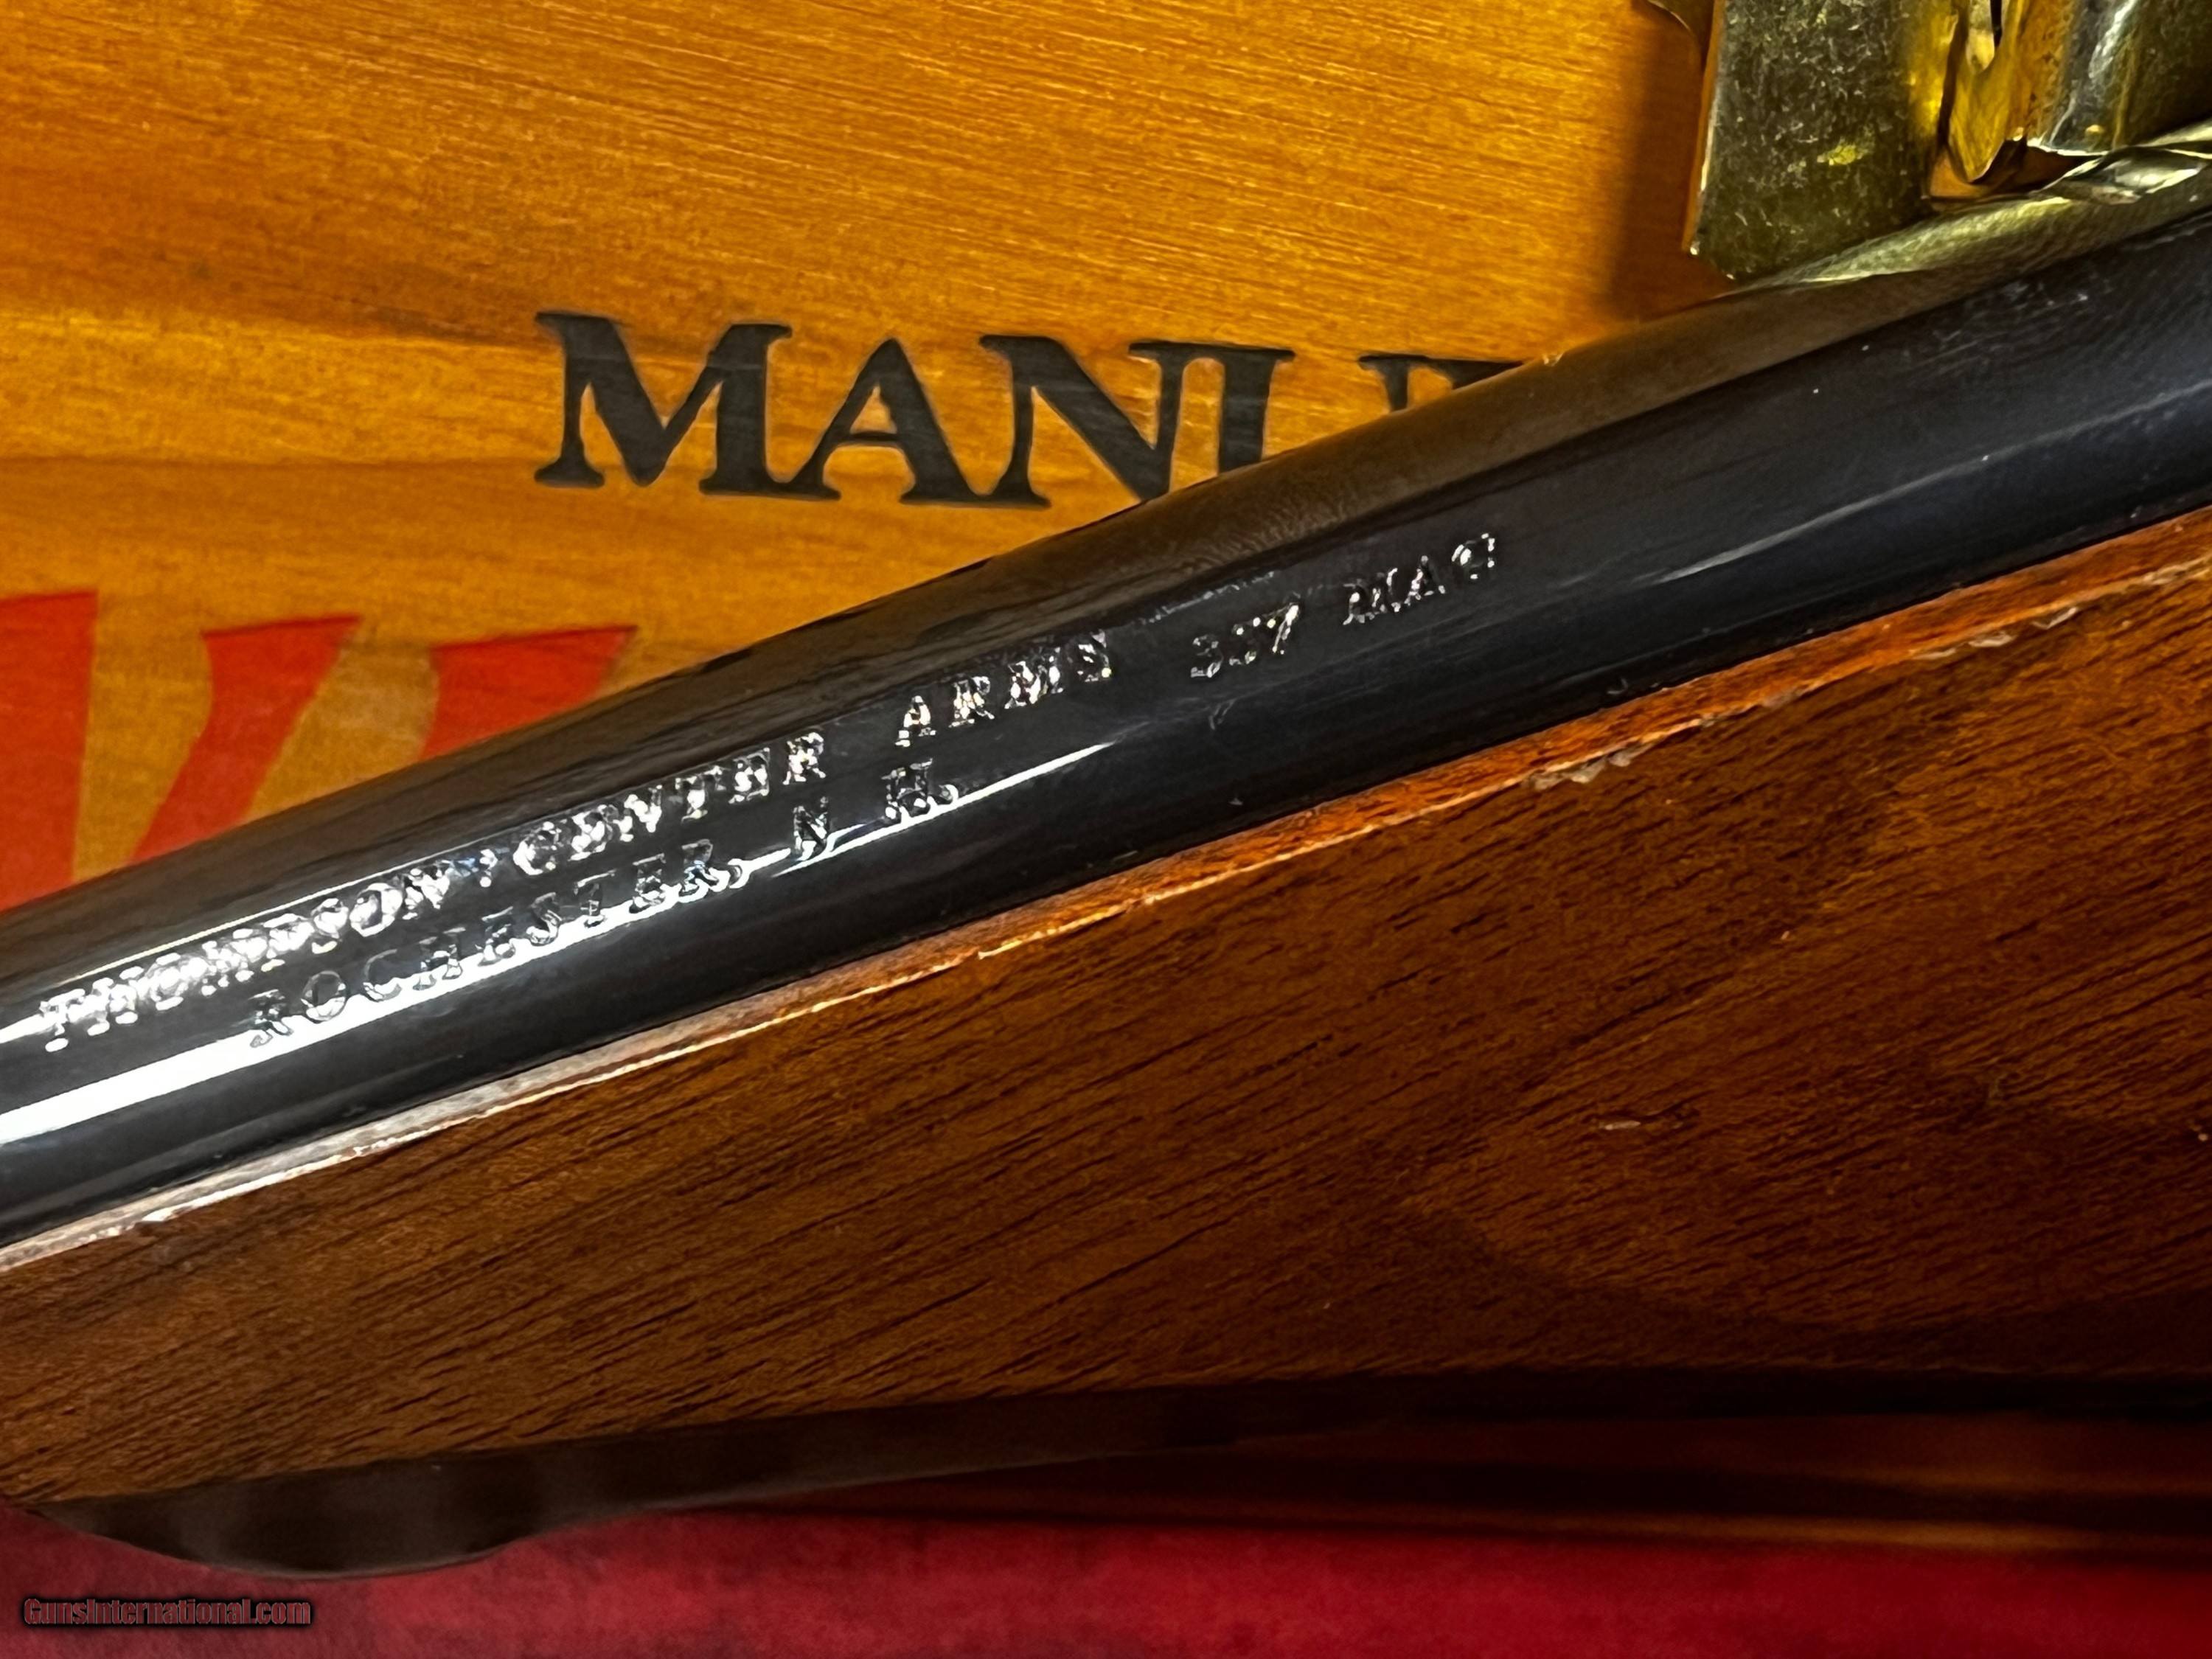 MANU
THOMPSON·CENTER ARMS 357 MAG
ROCHESTER, N.H.
GunsInternational.com